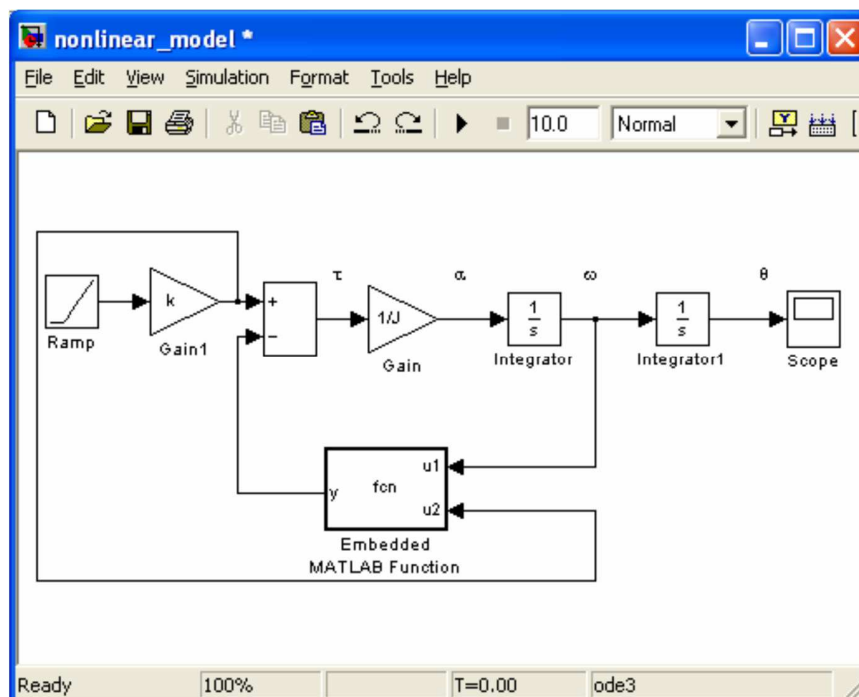 nonlinear_model *
File Edit View Simulation Format Tools Help
10.0 Normal
τ α ω θ
Ramp
k
Gain1
+
−
1/J
Gain
1
s
Integrator
1
s
Integrator1
Scope
u1
fcn
y
u2
Embedded
MATLAB Function
Ready 100% T=0.00 ode3